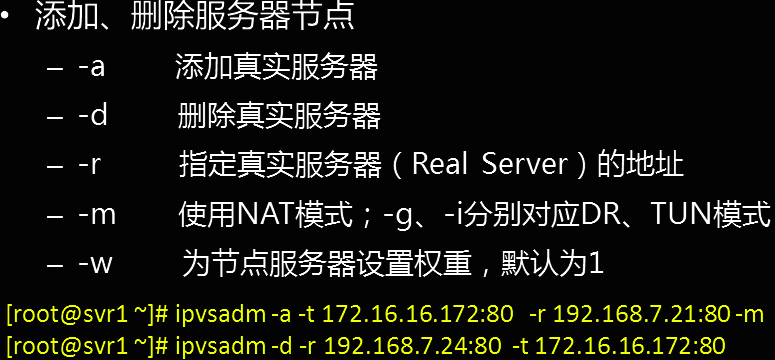 • 添加、删除服务器节点
– -a 添加真实服务器
– -d 删除真实服务器
– -r 指定真实服务器（Real Server）的地址
– -m 使用NAT模式；-g、-i分别对应DR、TUN模式
– -w 为节点服务器设置权重，默认为1
[root@svr1 ~]# ipvsadm -a -t 172.16.16.172:80 -r 192.168.7.21:80 -m
[root@svr1 ~]# ipvsadm -d -r 192.168.7.24:80 -t 172.16.16.172:80